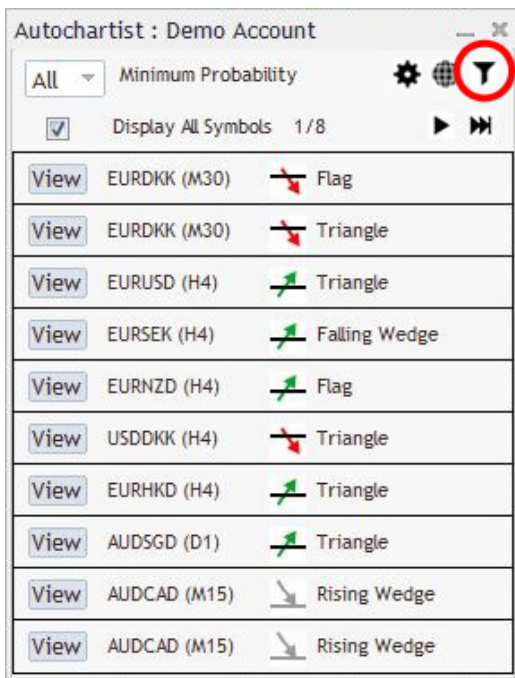 Autochartist : Demo Account
All Minimum Probability
Display All Symbols 1/8
View EURDKK (M30) Flag
View EURDKK (M30) Triangle
View EURUSD (H4) Triangle
View EURSEK (H4) Falling Wedge
View EURNZD (H4) Flag
View USDDKK (H4) Triangle
View EURHKD (H4) Triangle
View AUDSGD (D1) Triangle
View AUDCAD (M15) Rising Wedge
View AUDCAD (M15) Rising Wedge